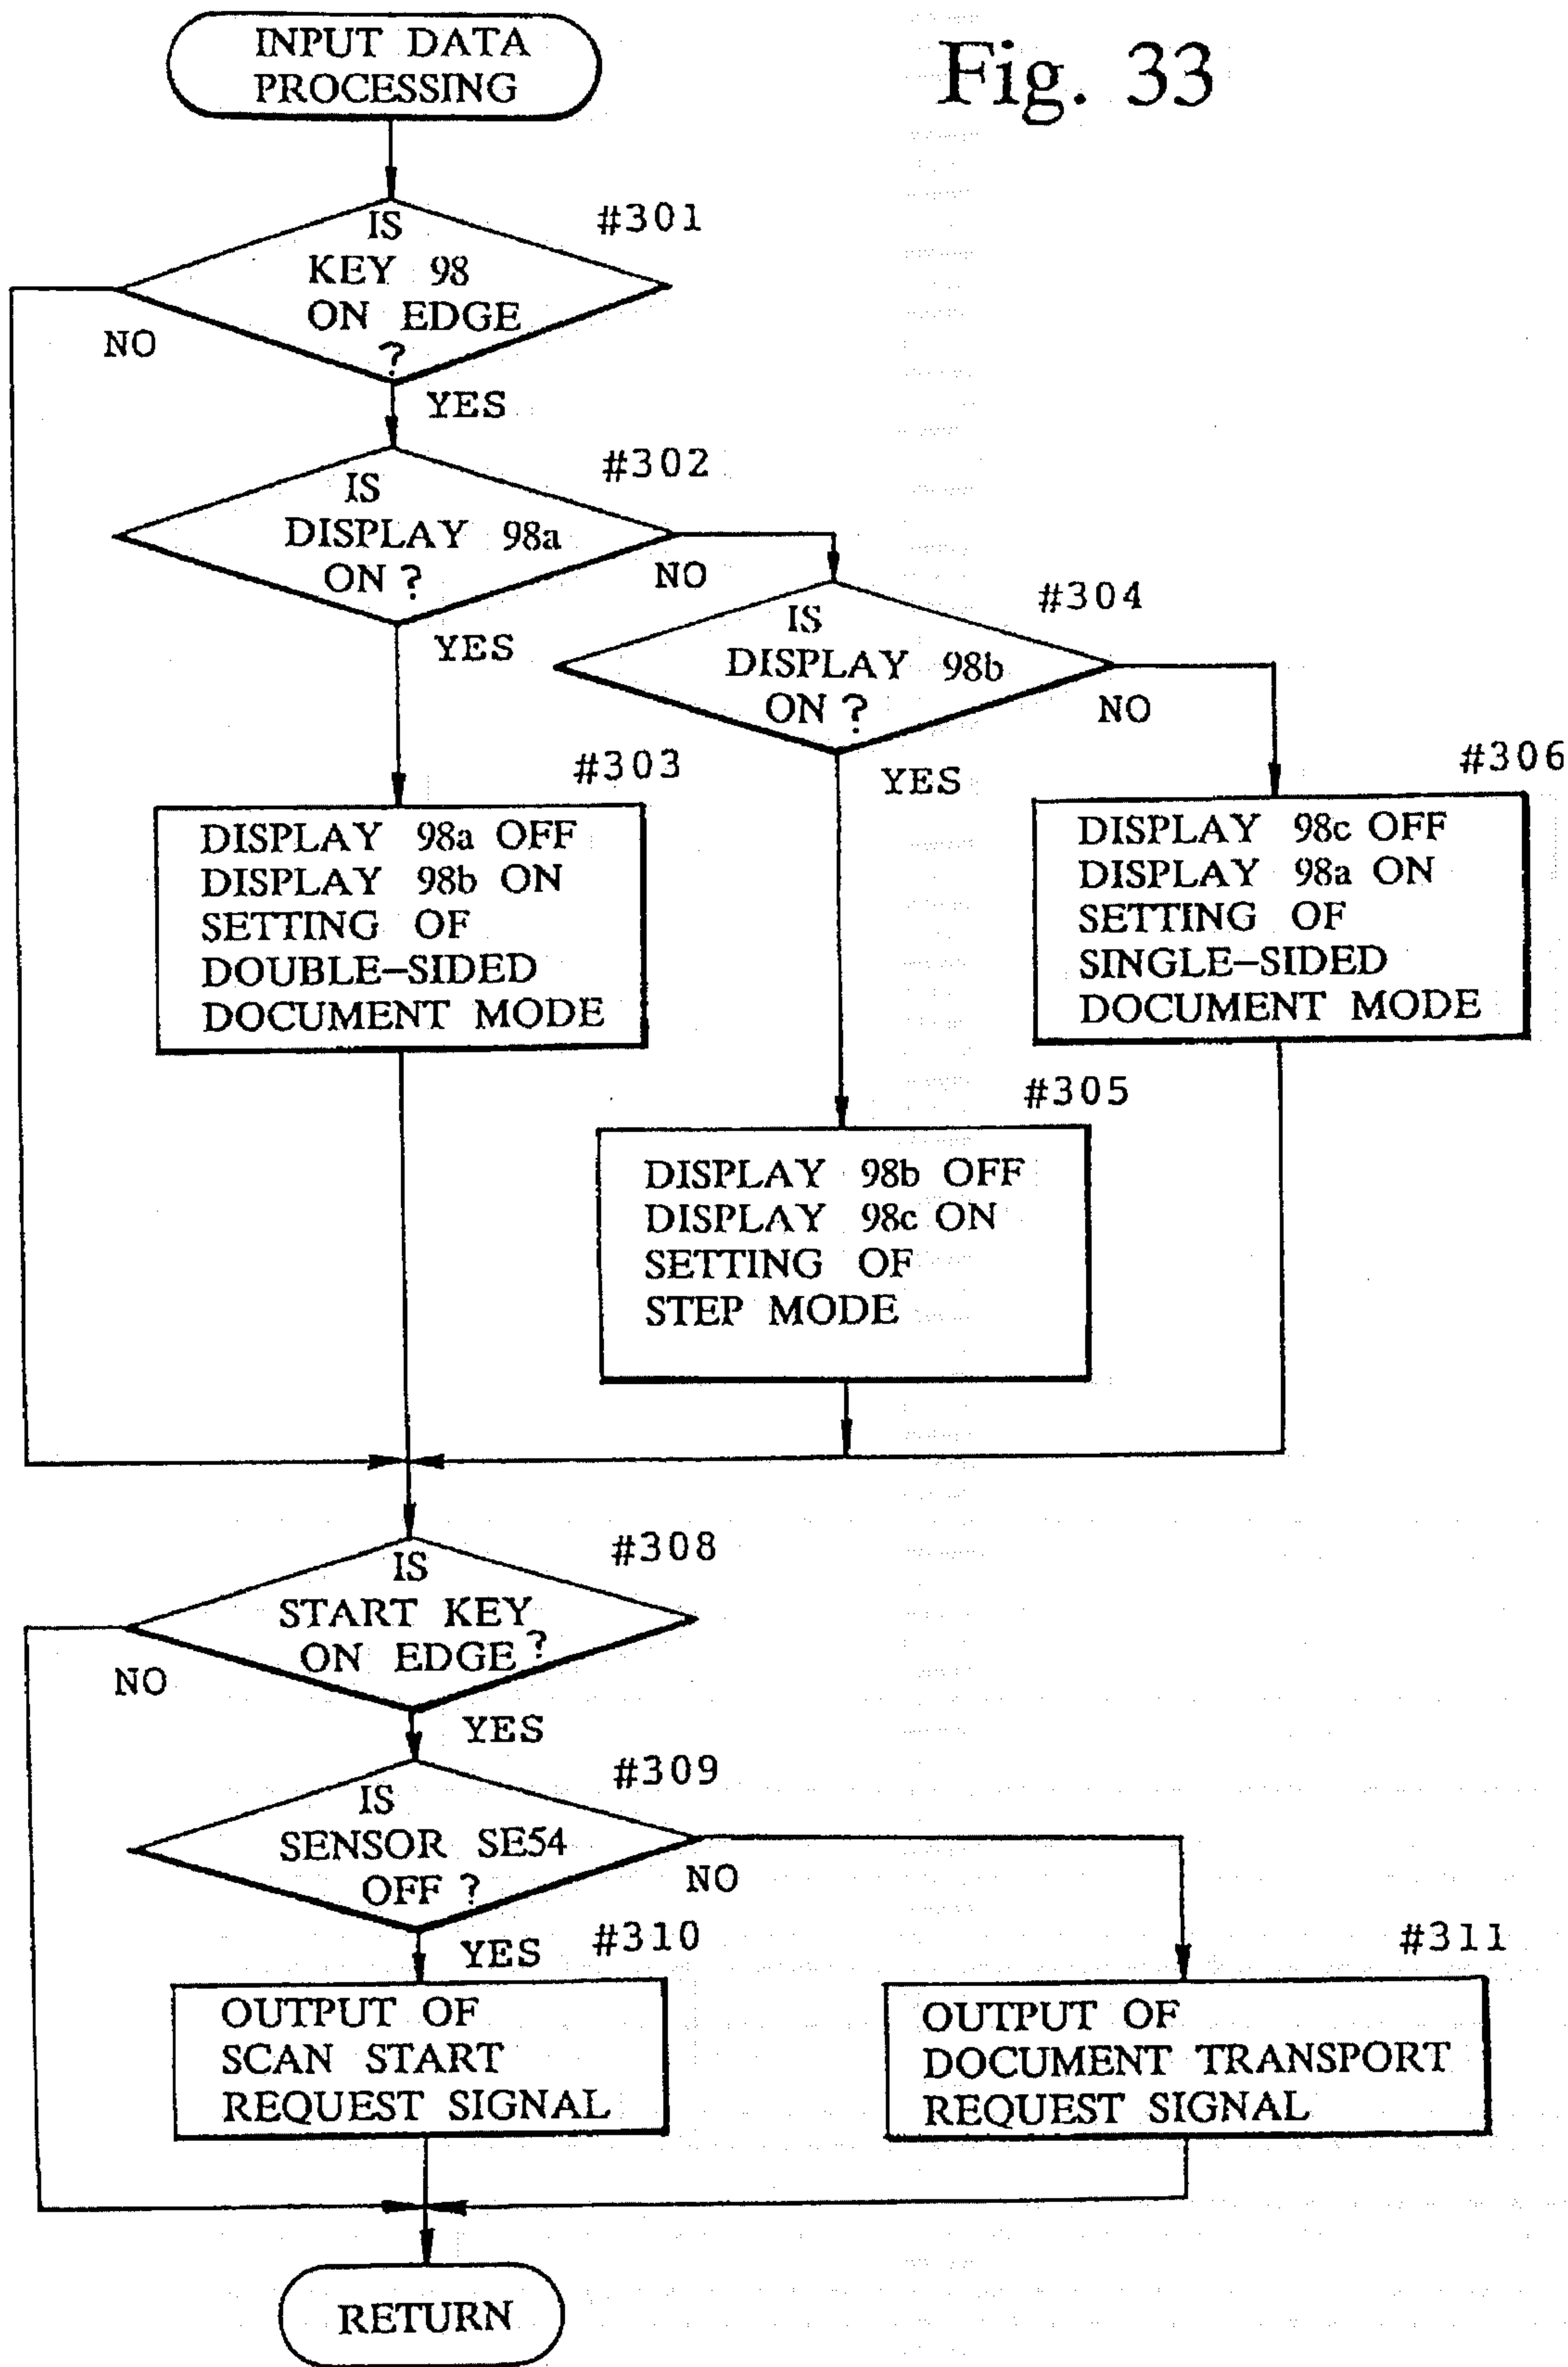 Fig. 33
INPUT DATA
PROCESSING
#301
IS
KEY 98
ON EDGE
?
NO
YES
#302
IS
DISPLAY 98a
ON ?
NO
YES
#304
IS
DISPLAY 98b
ON ?
NO
YES
#303
DISPLAY 98a OFF
DISPLAY 98b ON
SETTING OF
DOUBLE-SIDED
DOCUMENT MODE
#306
DISPLAY 98c OFF
DISPLAY 98a ON
SETTING OF
SINGLE-SIDED
DOCUMENT MODE
#305
DISPLAY 98b OFF
DISPLAY 98c ON
SETTING OF
STEP MODE
#308
IS
START KEY
ON EDGE ?
NO
YES
#309
IS
SENSOR SE54
OFF ?
NO
YES
#310
OUTPUT OF
SCAN START
REQUEST SIGNAL
#311
OUTPUT OF
DOCUMENT TRANSPORT
REQUEST SIGNAL
RETURN